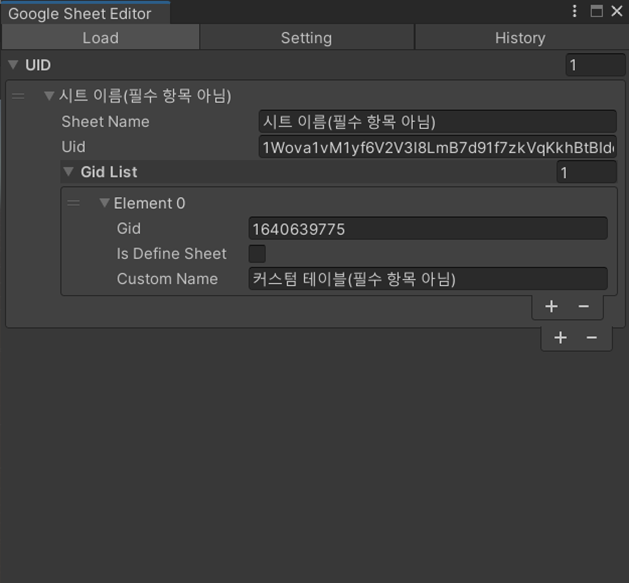 Google Sheet Editor
Load Setting History
UID 1
시트 이름(필수 항목 아님)
Sheet Name 시트 이름(필수 항목 아님)
Uid
Gid List 1
Element 0
Gid 1640639775
Is Define Sheet
Custom Name 커스텀 테이블(필수 항목 아님)
+ −
+ −